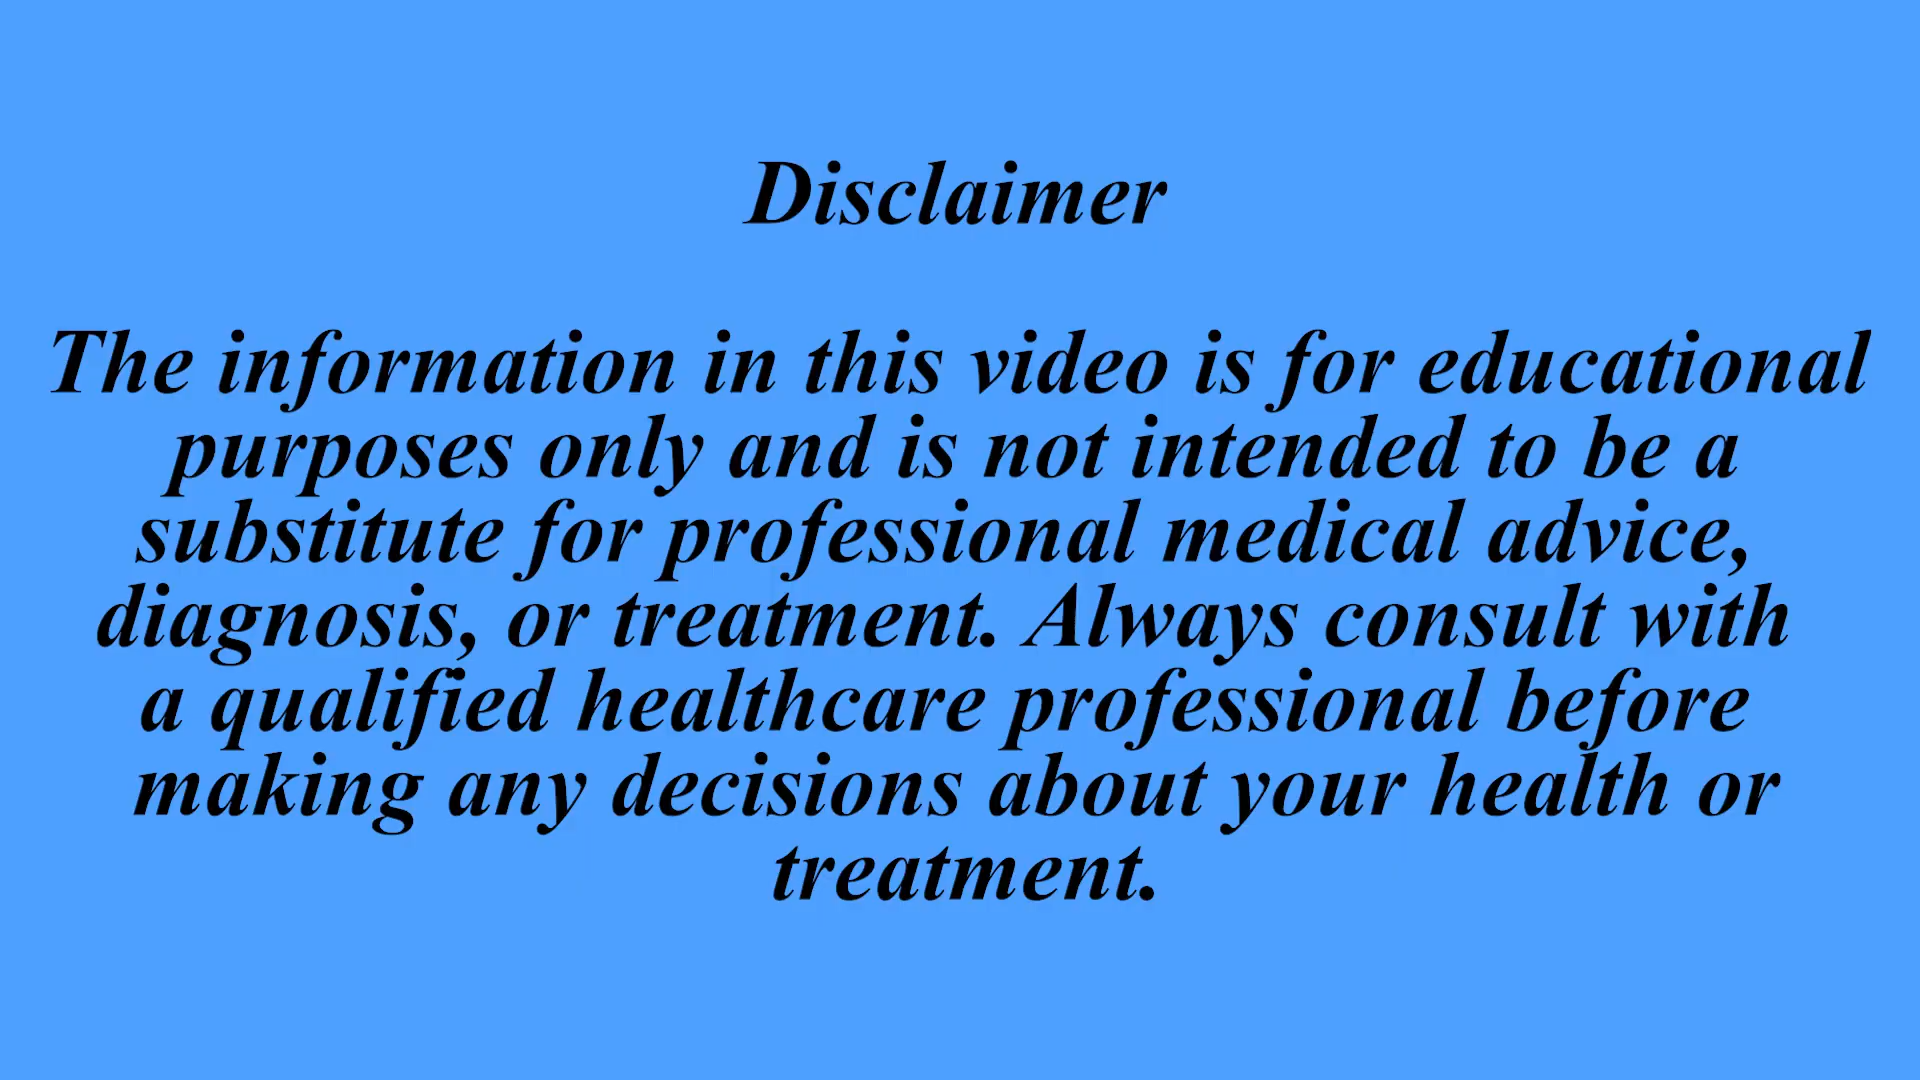 Disclaimer
The information in this video is for educational
purposes only and is not intended to be a
substitute for professional medical advice,
diagnosis, or treatment. Always consult with
a qualified healthcare professional before
making any decisions about your health or
treatment.